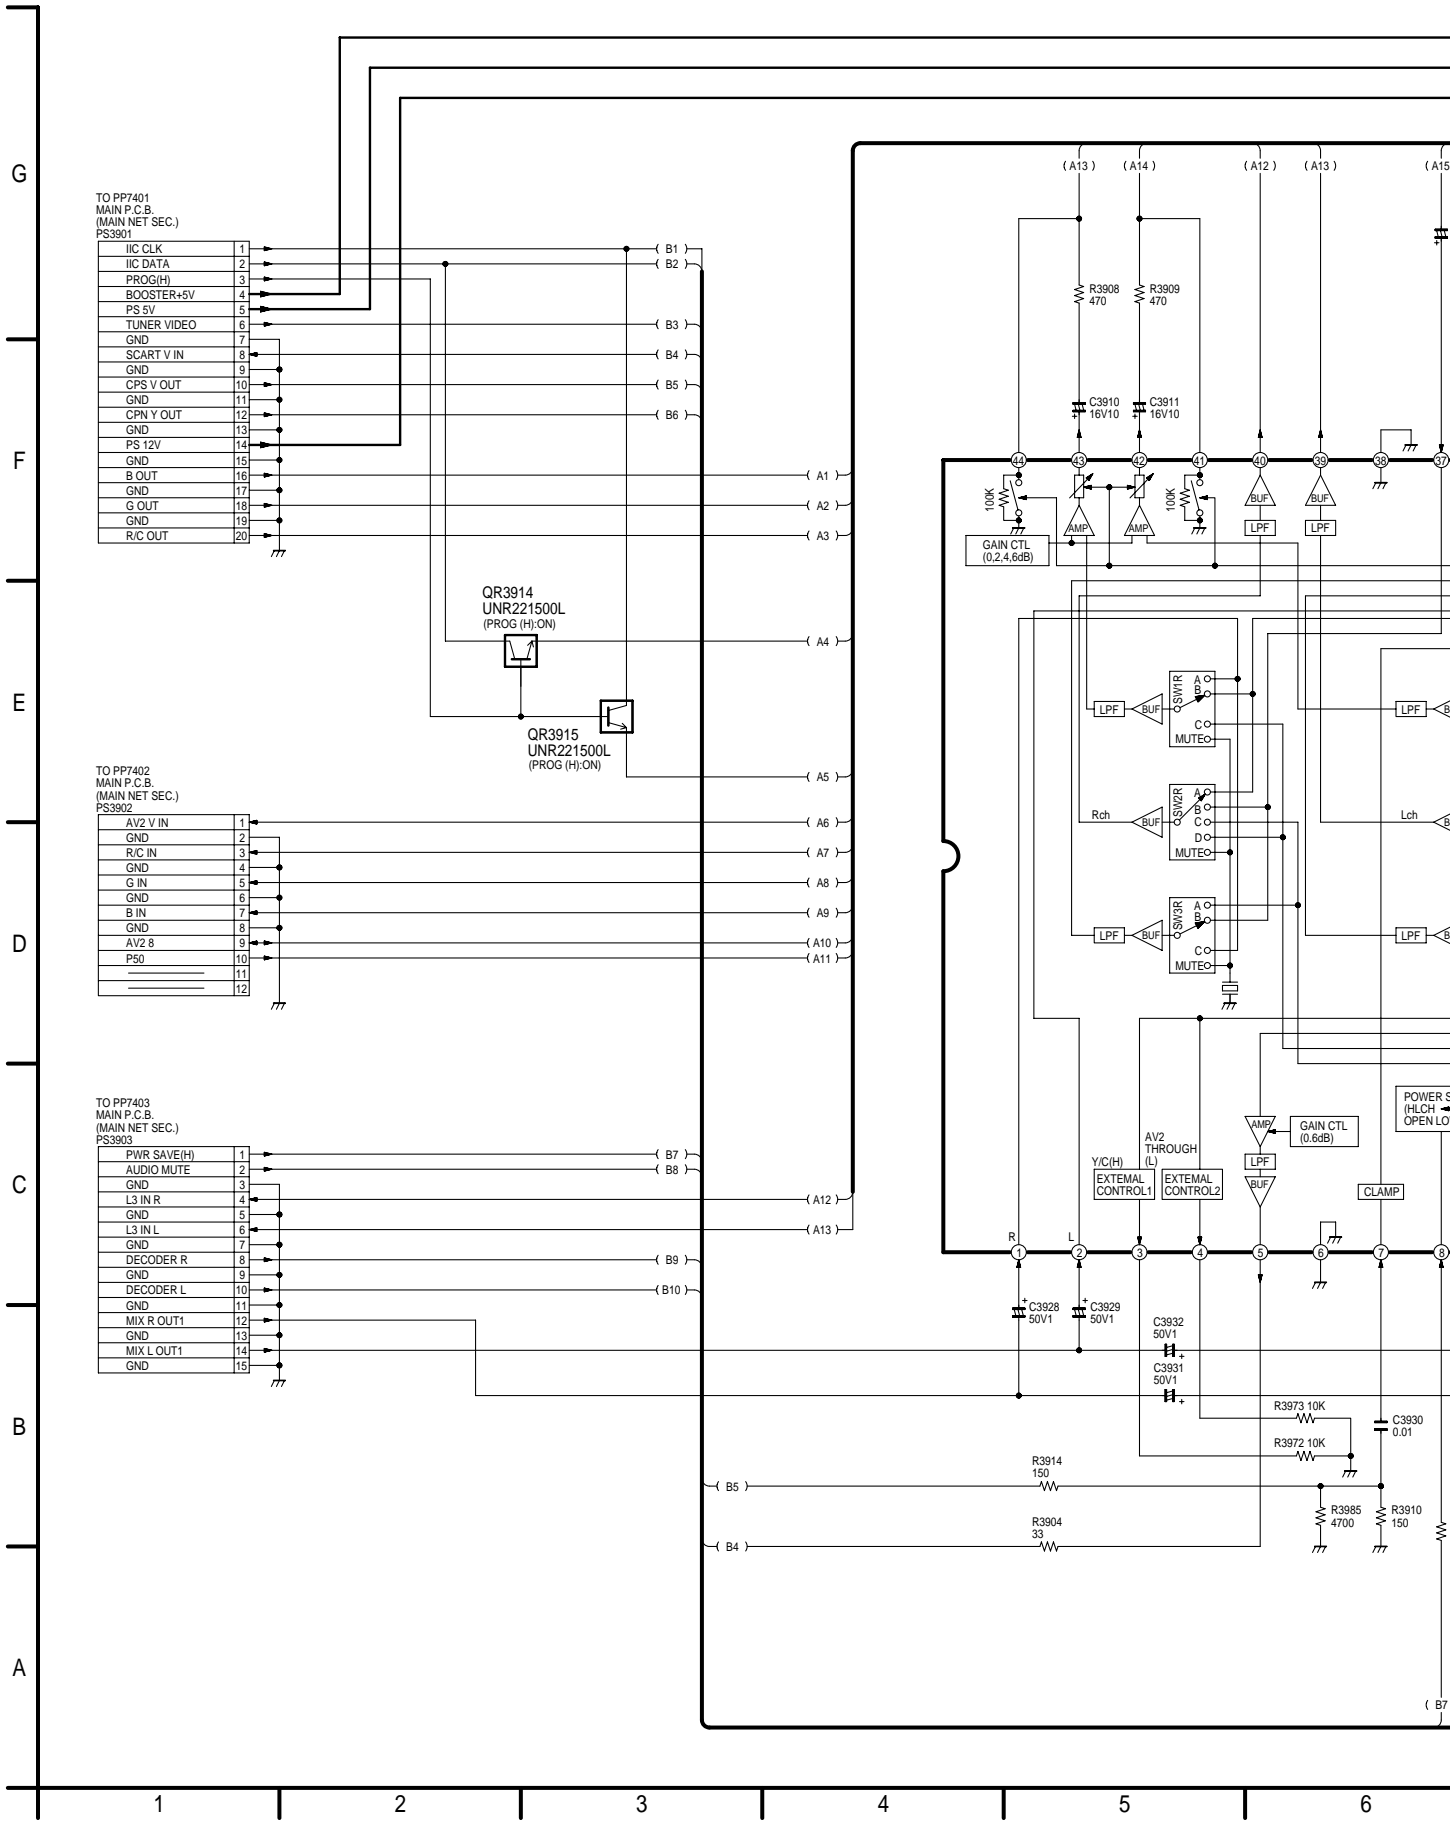 G
F
E
D
C
B
A
1
2
3
4
5
6
TO PP7401
MAIN P.C.B.
(MAIN NET SEC.)
PS3901
IIC CLK 1
IIC DATA 2
PROG(H) 3
BOOSTER+5V 4
PS 5V 5
TUNER VIDEO 6
GND 7
SCART V IN 8
GND 9
CPS V OUT 10
GND 11
CPN Y OUT 12
GND 13
PS 12V 14
GND 15
B OUT 16
GND 17
G OUT 18
GND 19
R/C OUT 20
( B1 )
( B2 )
( B3 )
( B4 )
( B5 )
( B6 )
( A1 )
( A2 )
( A3 )
QR3914
UNR221500L
(PROG (H):ON)
( A4 )
QR3915
UNR221500L
(PROG (H):ON)
( A5 )
TO PP7402
MAIN P.C.B.
(MAIN NET SEC.)
PS3902
AV2 V IN 1
GND 2
R/C IN 3
GND 4
G IN 5
GND 6
B IN 7
GND 8
AV2 8 9
P50 10
11
12
( A6 )
( A7 )
( A8 )
( A9 )
( A10 )
( A11 )
TO PP7403
MAIN P.C.B.
(MAIN NET SEC.)
PS3903
PWR SAVE(H) 1
AUDIO MUTE 2
GND 3
L3 IN R 4
GND 5
L3 IN L 6
GND 7
DECODER R 8
GND 9
DECODER L 10
GND 11
MIX R OUT1 12
GND 13
MIX L OUT1 14
GND 15
( B7 )
( B8 )
( A12 )
( A13 )
( B9 )
( B10 )
( A13 )
( A14 )
( A12 )
( A13 )
( A15
R3908
470
R3909
470
+
C3910
16V10
+
C3911
16V10
+
44
43
42
41
40
39
38
37
100K
AMP
AMP
100K
BUF
BUF
LPF
LPF
GAIN CTL
(0,2,4,6dB)
LPF
BUF
SW1R
A
B
C
MUTE
LPF
B
Rch
BUF
SW2R
A
B
C
D
MUTE
Lch
B
LPF
BUF
SW3R
A
B
C
MUTE
LPF
B
POWER S
(HLCH
OPEN LO
AMP
GAIN CTL
(0.6dB)
LPF
BUF
AV2
THROUGH
(L)
Y/C(H)
EXTEMAL
CONTROL1
EXTEMAL
CONTROL2
CLAMP
R
L
1
2
3
4
5
6
7
8
+
C3928
50V1
+
C3929
50V1
C3932
50V1
+
C3931
50V1
+
R3973 10K
R3972 10K
C3930
0.01
( B5 )
R3914
150
R3985
4700
R3910
150
( B4 )
R3904
33
( B7